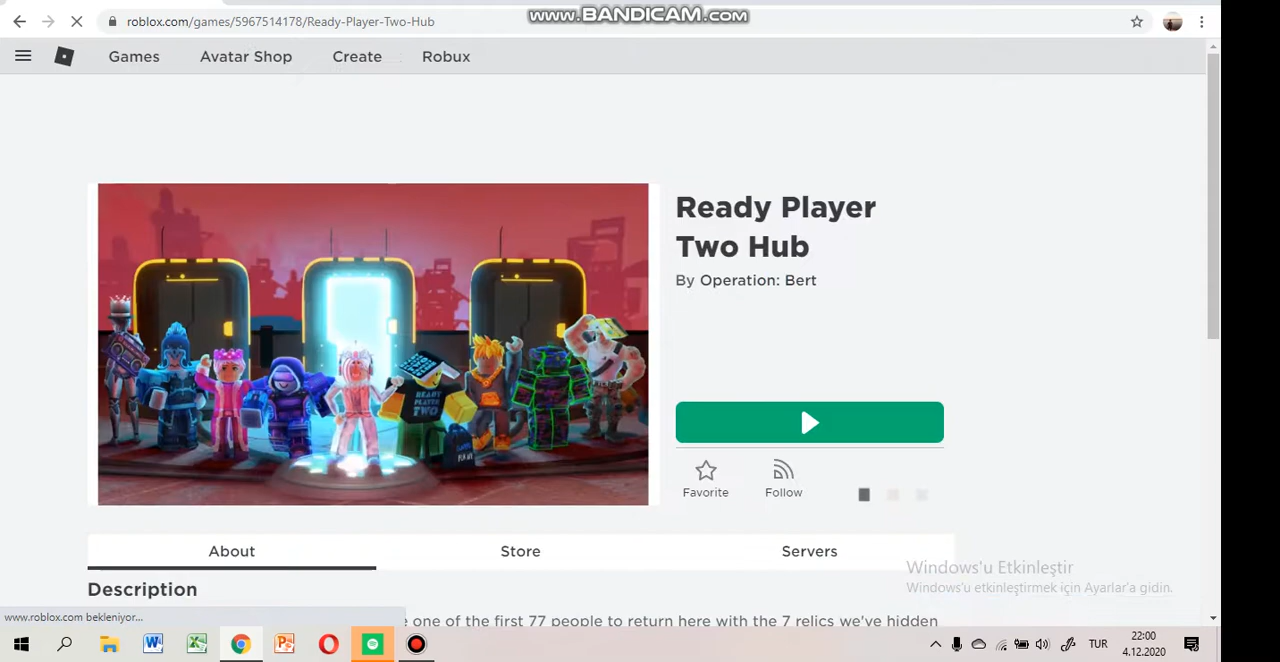 roblox.com/games/5967514178/Ready-Player-Two-Hub
www.BANDICAM.com
Games Avatar Shop Create Robux
Ready Player
Two Hub
By Operation: Bert
READY
PLAYER
TWO
Favorite Follow
About Store Servers
Description
Windows'u Etkinleştir
Windows'u etkinleştirmek için Ayarlar'a gidin.
www.roblox.com bekleniyor...
e one of the first 77 people to return here with the 7 relics we've hidden
TUR
22:00
4.12.2020